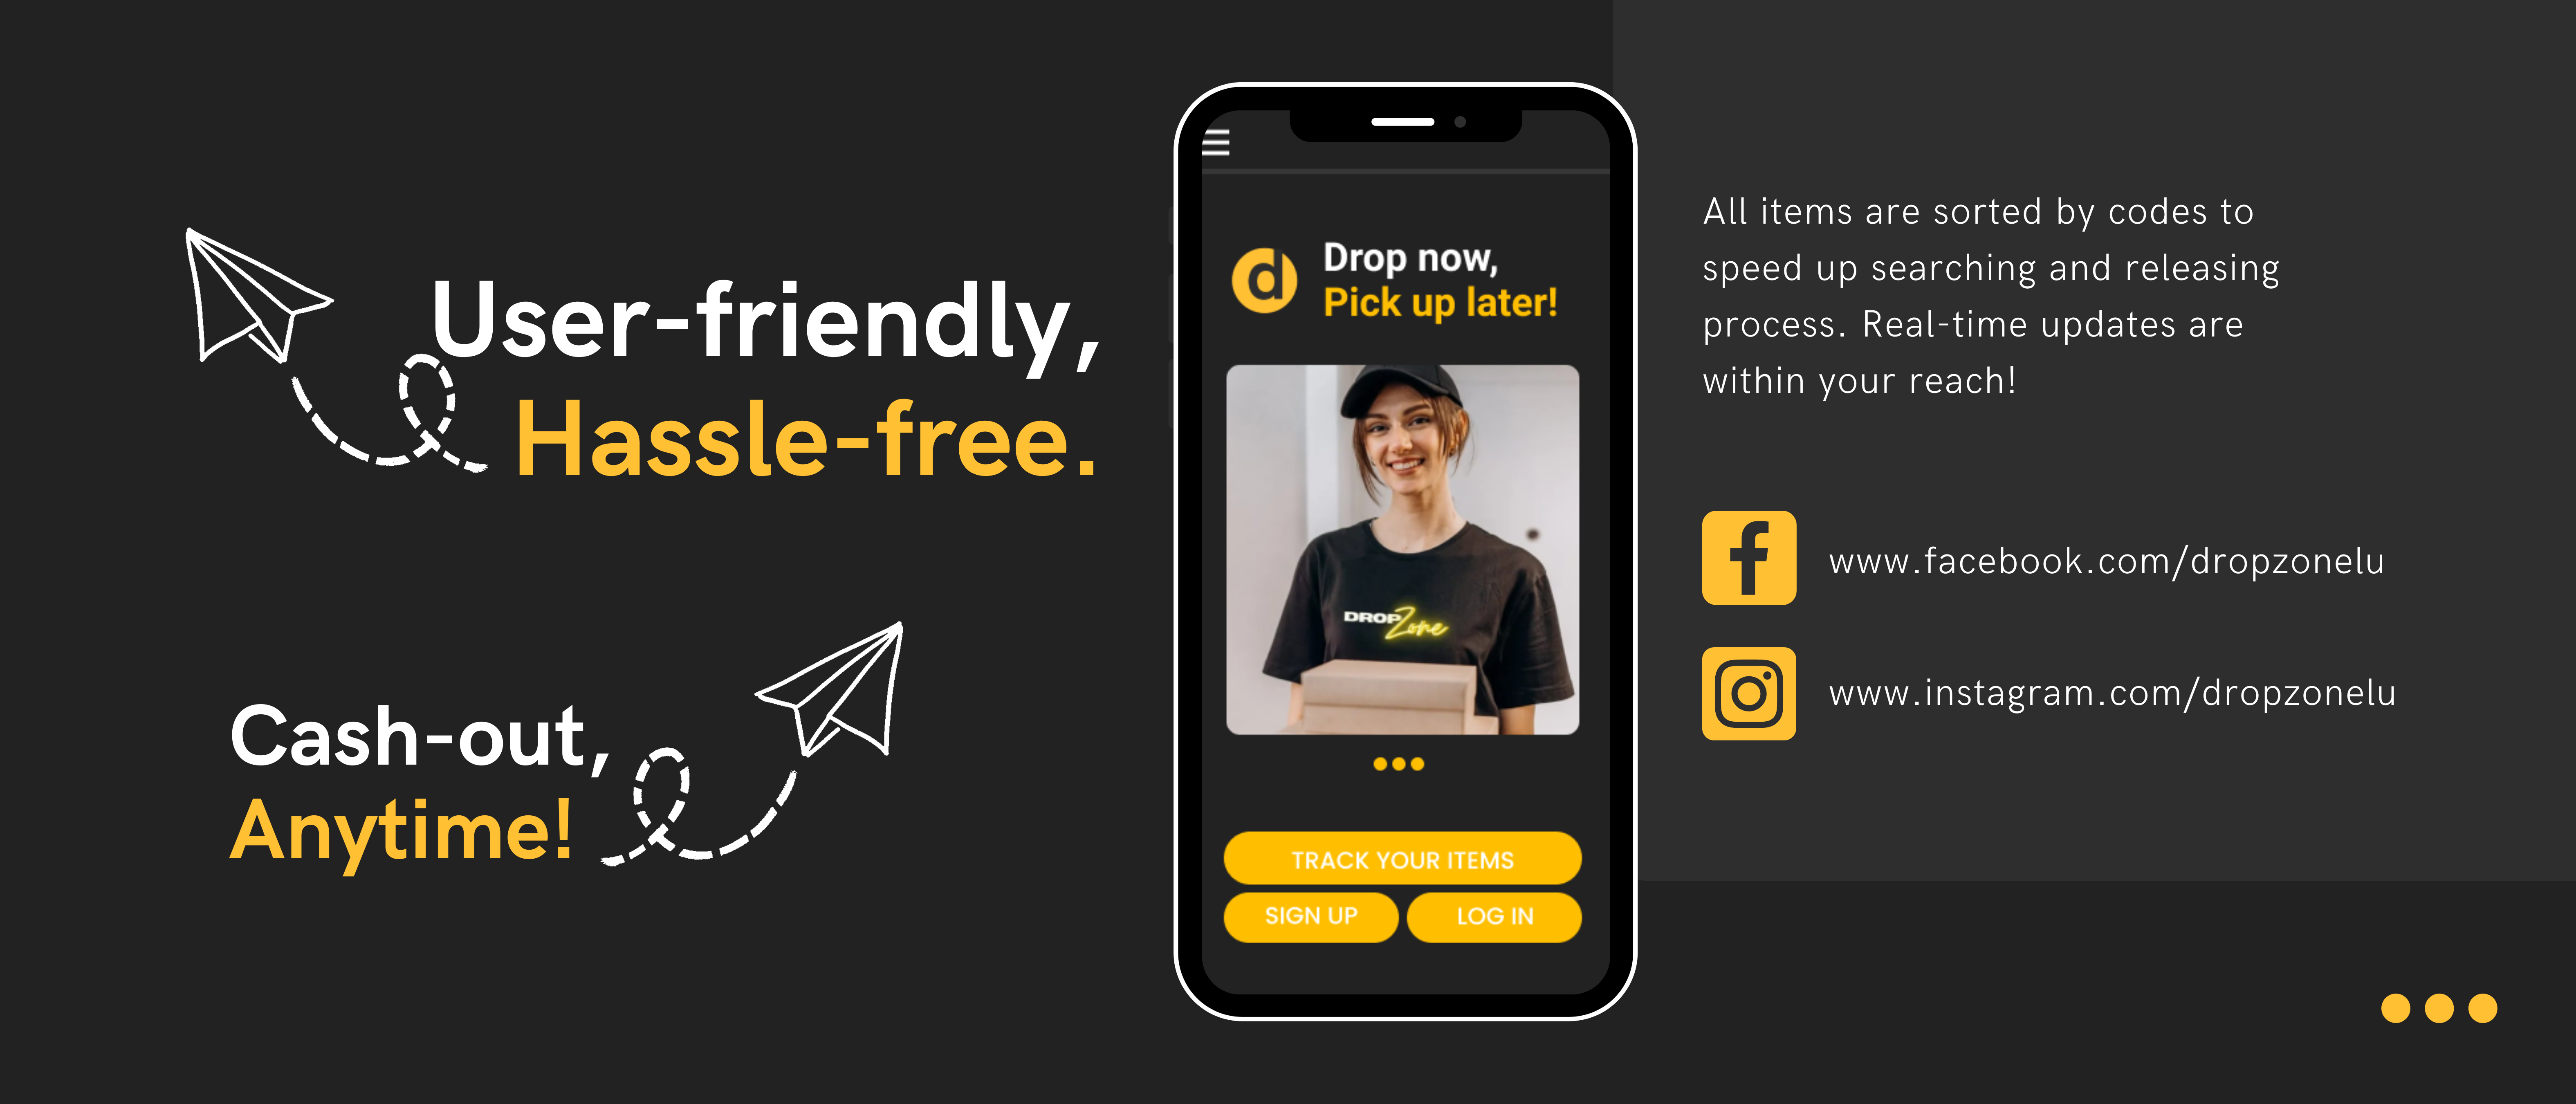 User-friendly,
Hassle-free.
Cash-out,
Anytime!
d
Drop now,
Pick up later!
DROP Zone
TRACK YOUR ITEMS
SIGN UP
LOG IN
All items are sorted by codes to
speed up searching and releasing
process. Real-time updates are
within your reach!
www.facebook.com/dropzonelu
www.instagram.com/dropzonelu